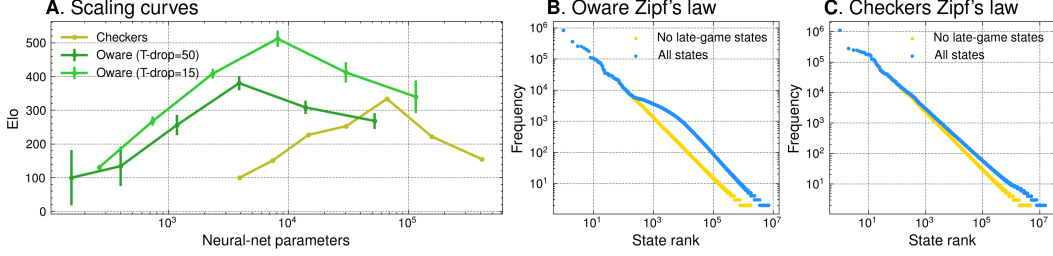 A. Scaling curves
Elo
500
400
300
200
100
0
Checkers
Oware (T-drop=50)
Oware (T-drop=15)
10³
10⁴
10⁵
Neural-net parameters
B. Oware Zipf's law
Frequency
10⁶
10⁵
10⁴
10³
10²
10¹
No late-game states
All states
10¹
10³
10⁵
10⁷
State rank
C. Checkers Zipf's law
Frequency
10⁶
10⁵
10⁴
10³
10²
10¹
No late-game states
All states
10¹
10³
10⁵
10⁷
State rank